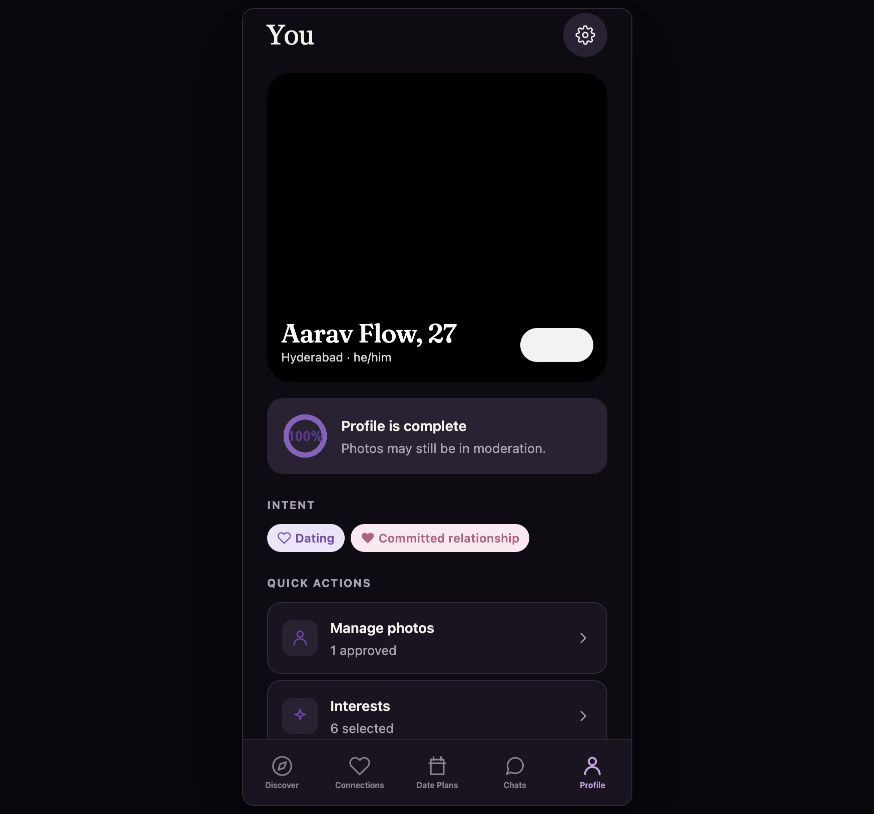 You
Aarav Flow, 27
Hyderabad · he/him
100%
Profile is complete
Photos may still be in moderation.
INTENT
Dating
Committed relationship
QUICK ACTIONS
Manage photos
1 approved
Interests
6 selected
Discover
Connections
Date Plans
Chats
Profile